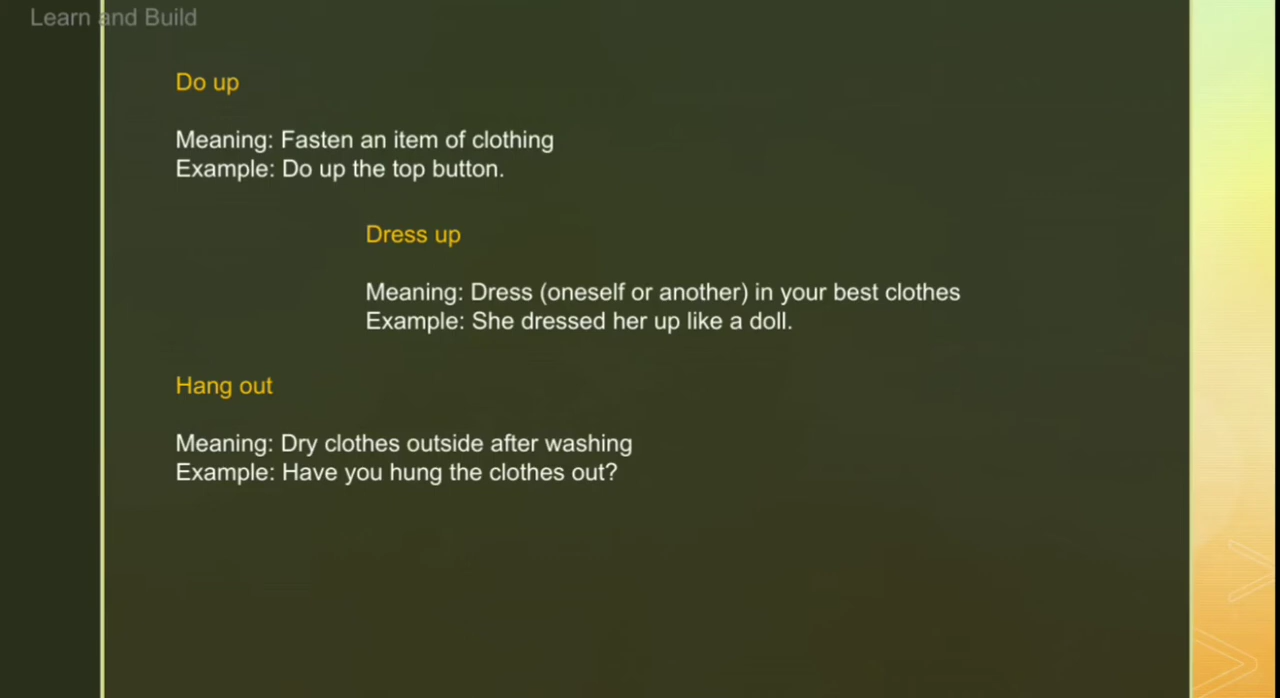 Learn and Build
Do up
Meaning: Fasten an item of clothing
Example: Do up the top button.
Dress up
Meaning: Dress (oneself or another) in your best clothes
Example: She dressed her up like a doll.
Hang out
Meaning: Dry clothes outside after washing
Example: Have you hung the clothes out?